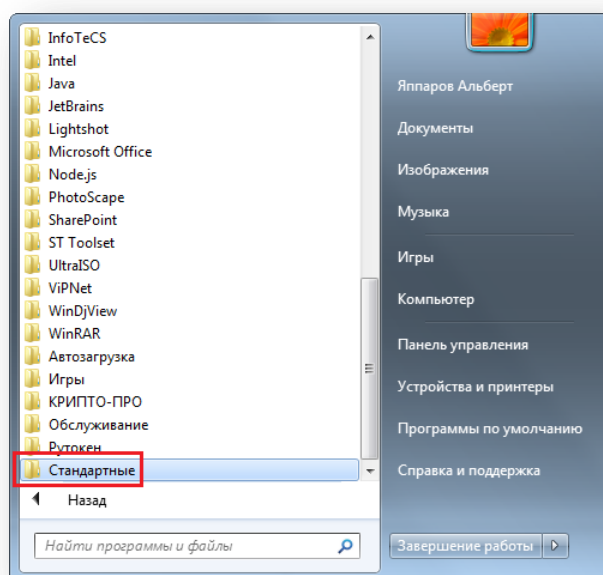 InfoTeCS
Intel
Java
JetBrains
Lightshot
Microsoft Office
Node.js
PhotoScape
SharePoint
ST Toolset
UltraISO
ViPNet
WinDjView
WinRAR
Автозагрузка
Игры
КРИПТО-ПРО
Обслуживание
Рутокен
Стандартные
Назад
Найти программы и файлы
Яппаров Альберт
Документы
Изображения
Музыка
Игры
Компьютер
Панель управления
Устройства и принтеры
Программы по умолчанию
Справка и поддержка
Завершение работы